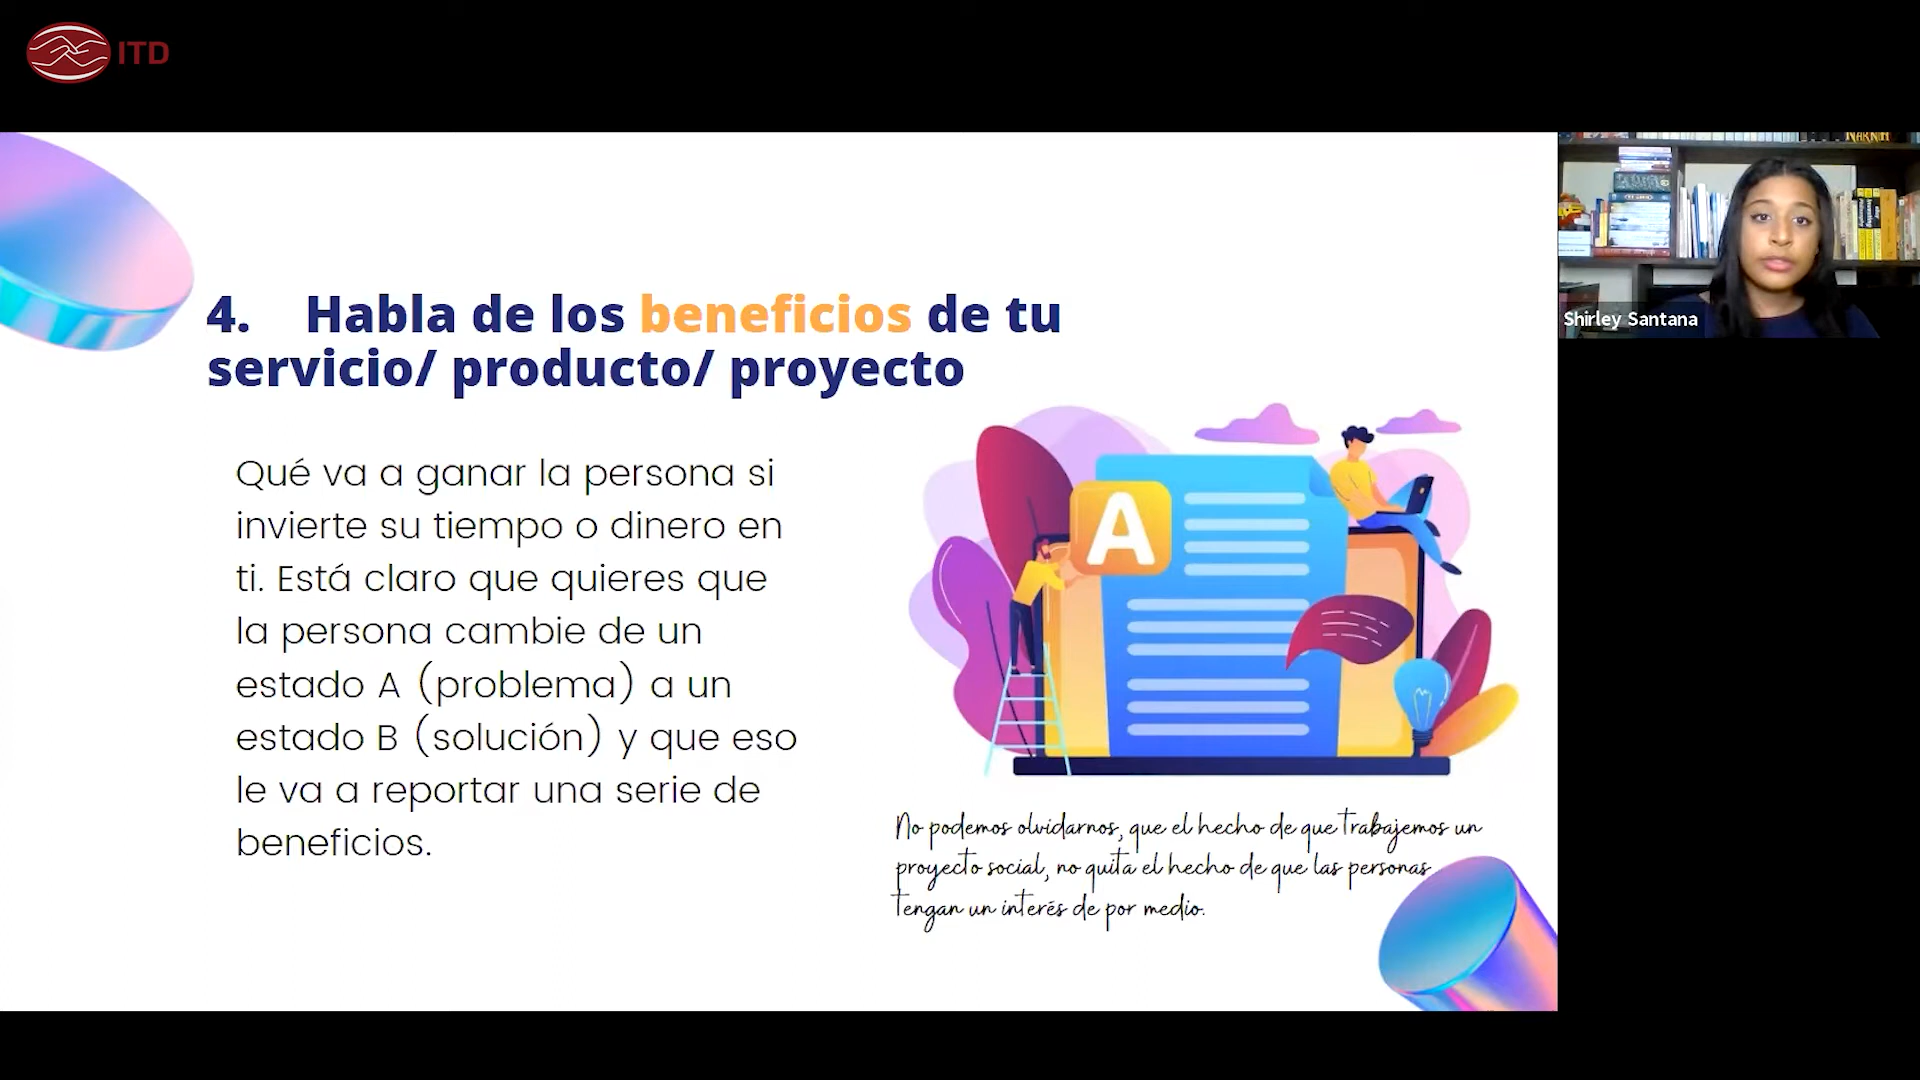 ITD
4. Habla de los beneficios de tu
servicio/ producto/ proyecto
Qué va a ganar la persona si
invierte su tiempo o dinero en
ti. Está claro que quieres que
la persona cambie de un
estado A (problema) a un
estado B (solución) y que eso
le va a reportar una serie de
beneficios.
A
No podemos olvidarnos, que el hecho de que trabajemos un
proyecto social, no quita el hecho de que las personas
tengan un interés de por medio.
Shirley Santana